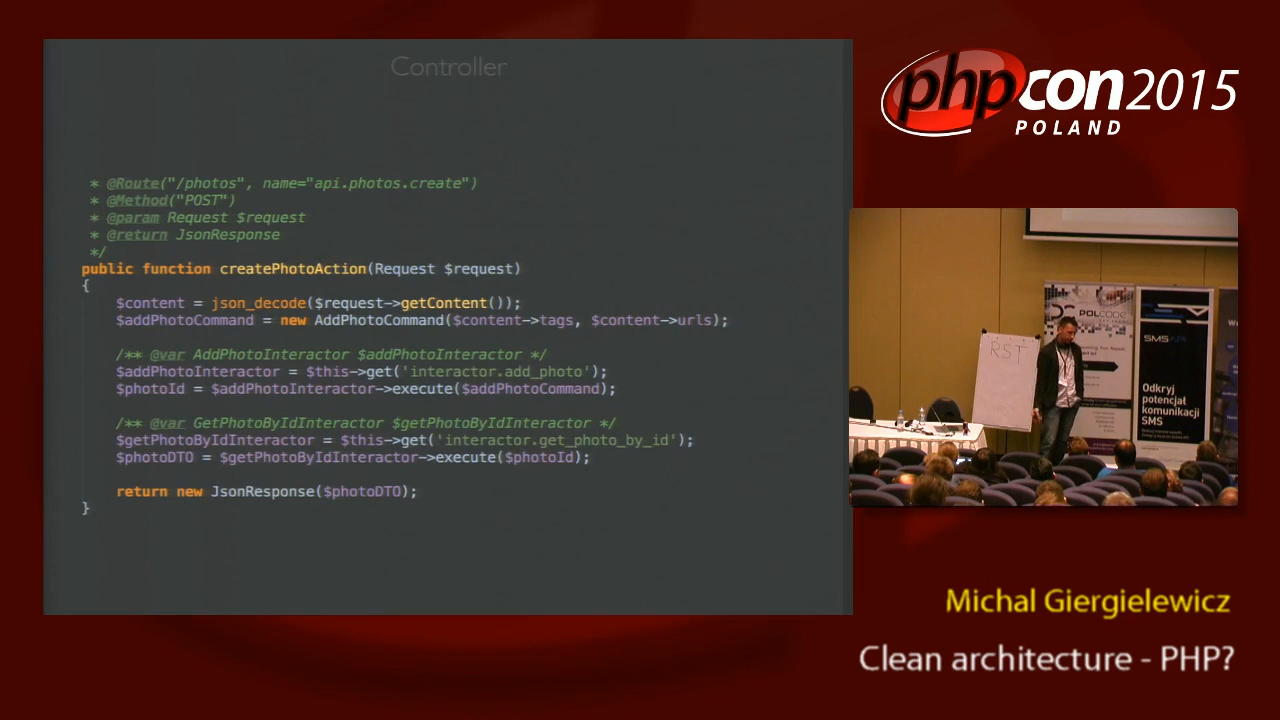 Controller
* @Route("/photos", name="api.photos.create")
* @Method("POST")
* @param Request $request
* @return JsonResponse
*/
public function createPhotoAction(Request $request)
{
$content = json_decode($request->getContent());
$addPhotoCommand = new AddPhotoCommand($content->tags, $content->urls);
/** @var AddPhotoInteractor $addPhotoInteractor */
$addPhotoInteractor = $this->get('interactor.add_photo');
$photoId = $addPhotoInteractor->execute($addPhotoCommand);
/** @var GetPhotoByIdInteractor $getPhotoByIdInteractor */
$getPhotoByIdInteractor = $this->get('interactor.get_photo_by_id');
$photoDTO = $getPhotoByIdInteractor->execute($photoId);
return new JsonResponse($photoDTO);
}
phpcon2015
POLAND
POLCODE
RST
SMS
Odkryj
potencjał
komunikacji
SMS
Michal Giergielewicz
Clean architecture - PHP?